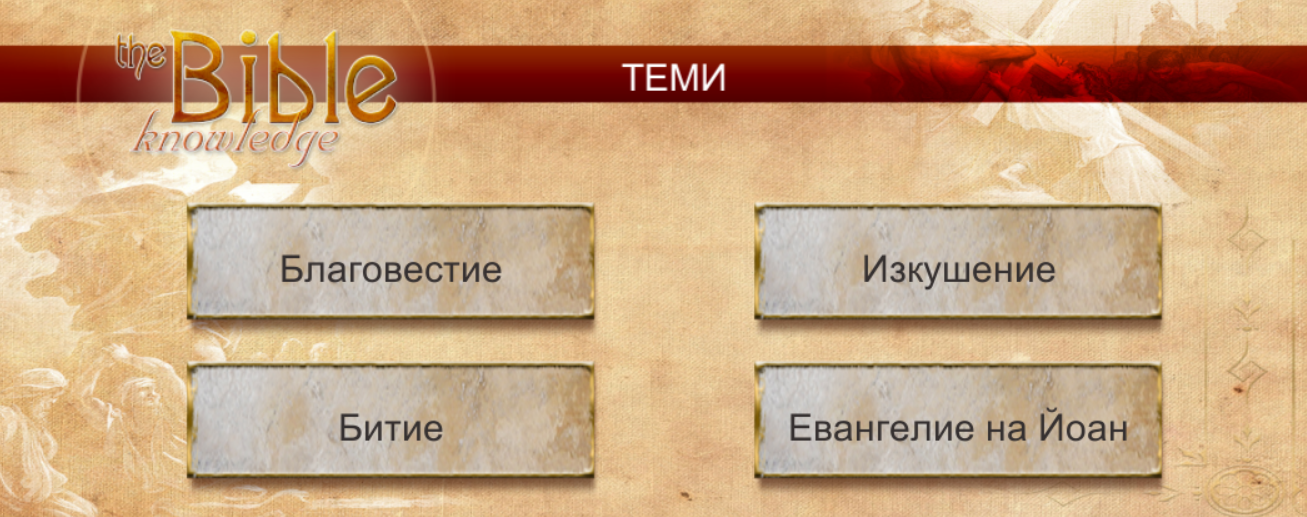 the Bible
knowledge
ТЕМИ
Благовестие
Изкушение
Битие
Евангелие на Йоан